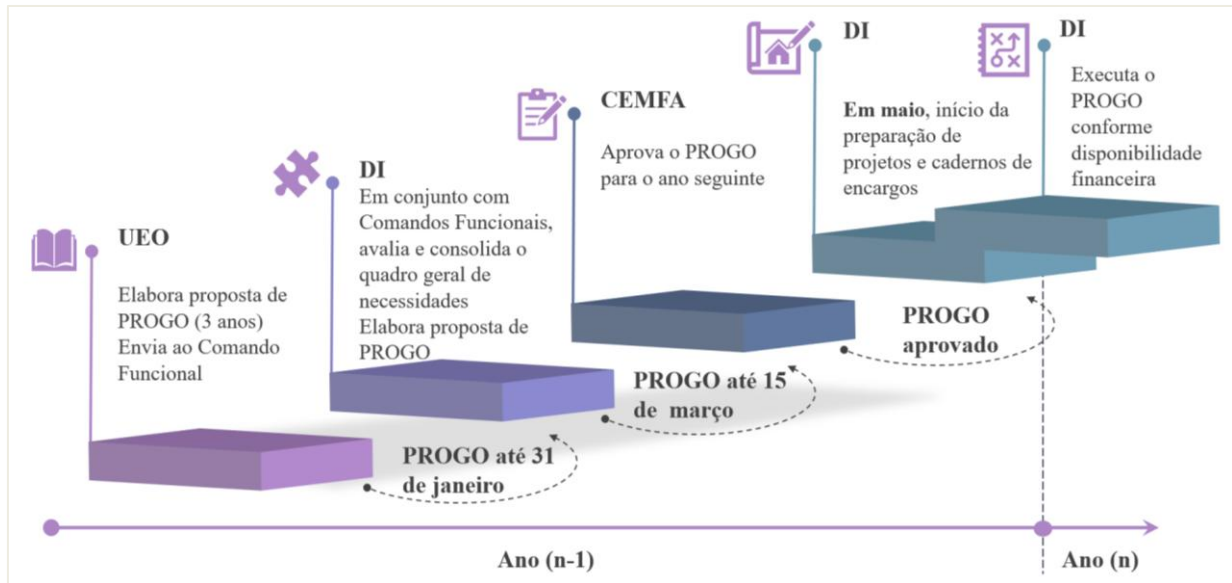 UEO
Elabora proposta de
PROGO (3 anos)
Envia ao Comando
Funcional
DI
Em conjunto com
Comandos Funcionais,
avalia e consolida o
quadro geral de
necessidades
Elabora proposta de
PROGO
CEMFA
Aprova o PROGO
para o ano seguinte
DI
Em maio, início da
preparação de
projetos e cadernos de
encargos
DI
Executa o
PROGO
conforme
disponibilidade
financeira
PROGO até 31
de janeiro
PROGO até 15
de março
PROGO
aprovado
Ano (n-1)
Ano (n)